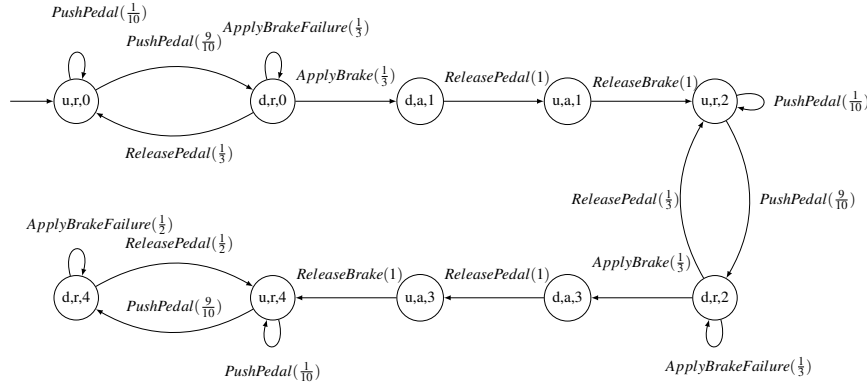 PushPedal(1/10)
PushPedal(9/10)
ApplyBrakeFailure(1/3)
ApplyBrake(1/3)
ReleasePedal(1)
ReleaseBrake(1)
u,r,0
d,r,0
d,a,1
u,a,1
u,r,2
PushPedal(1/10)
ReleasePedal(1/3)
ReleasePedal(1/3)
PushPedal(9/10)
ApplyBrakeFailure(1/2)
ReleasePedal(1/2)
ReleaseBrake(1)
ReleasePedal(1)
ApplyBrake(1/3)
d,r,4
PushPedal(9/10)
u,r,4
u,a,3
d,a,3
d,r,2
PushPedal(1/10)
ApplyBrakeFailure(1/3)